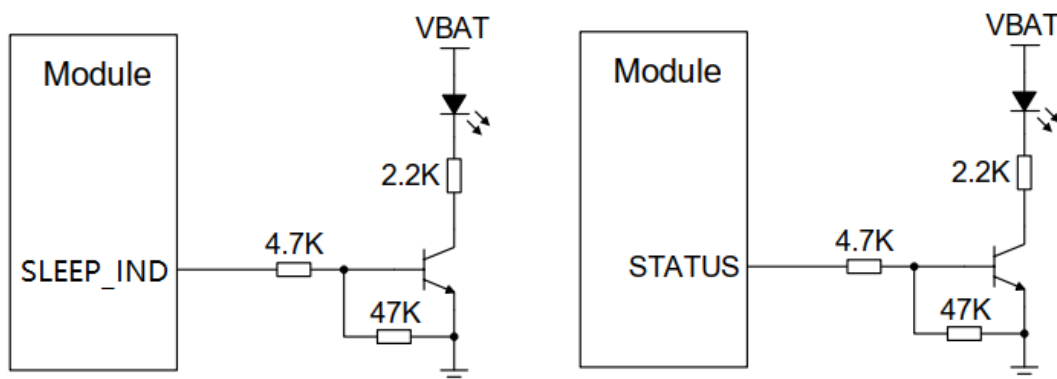 VBAT
Module
2.2K
4.7K
SLEEP_IND
47K
VBAT
Module
2.2K
4.7K
STATUS
47K